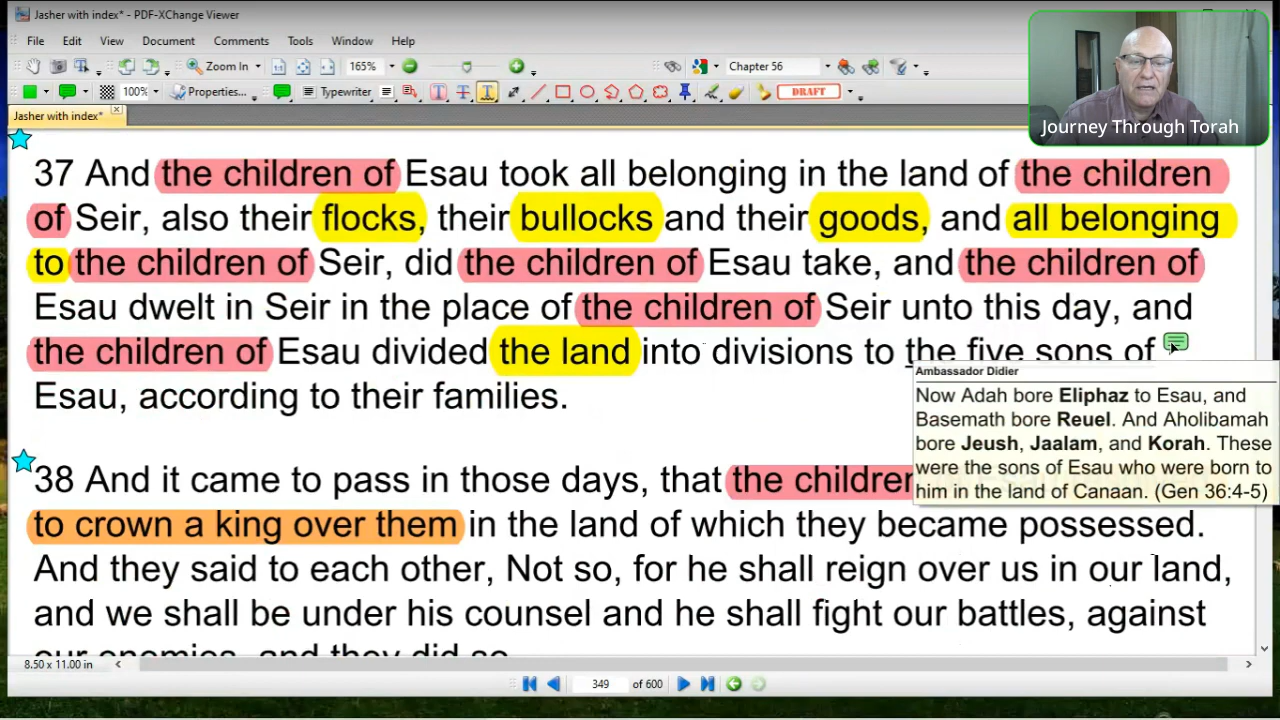 Jasher with index* - PDF-XChange Viewer
File Edit View Document Comments Tools Window Help
Zoom In 165% Chapter 56
100% Properties... Typewriter DRAFT
Jasher with index*
Journey Through Torah
37 And the children of Esau took all belonging in the land of the children
of Seir, also their flocks, their bullocks and their goods, and all belonging
to the children of Seir, did the children of Esau take, and the children of
Esau dwelt in Seir in the place of the children of Seir unto this day, and
the children of Esau divided the land into divisions to the five sons of
Esau, according to their families.
Ambassador Didier
Now Adah bore Eliphaz to Esau, and
Basemath bore Reuel. And Aholibamah
bore Jeush, Jaalam, and Korah. These
were the sons of Esau who were born to
him in the land of Canaan. (Gen 36:4-5)
38 And it came to pass in those days, that the children
to crown a king over them in the land of which they became possessed.
And they said to each other, Not so, for he shall reign over us in our land,
and we shall be under his counsel and he shall fight our battles, against
our enemies, and they did so.
8.50 x 11.00 in
349 of 600